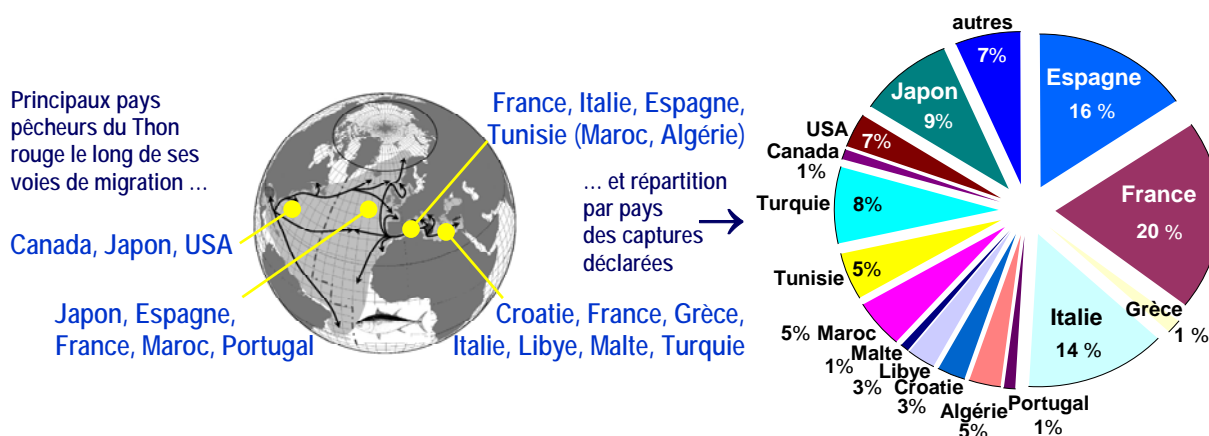 Principaux pays
pêcheurs du Thon
rouge le long de ses
voies de migration ...
France, Italie, Espagne,
Tunisie (Maroc, Algérie)
Canada, Japon, USA
Japon, Espagne,
France, Maroc, Portugal
Croatie, France, Grèce,
Italie, Libye, Malte, Turquie
... et répartition
par pays
des captures
déclarées
autres
7%
Espagne
16 %
France
20 %
Grèce
1 %
Italie
14 %
Portugal
1%
Algérie
5%
Croatie
3%
Libye
3%
Malte
1%
5% Maroc
Tunisie
5%
Turquie
8%
Canada
1%
USA
7%
Japon
9%